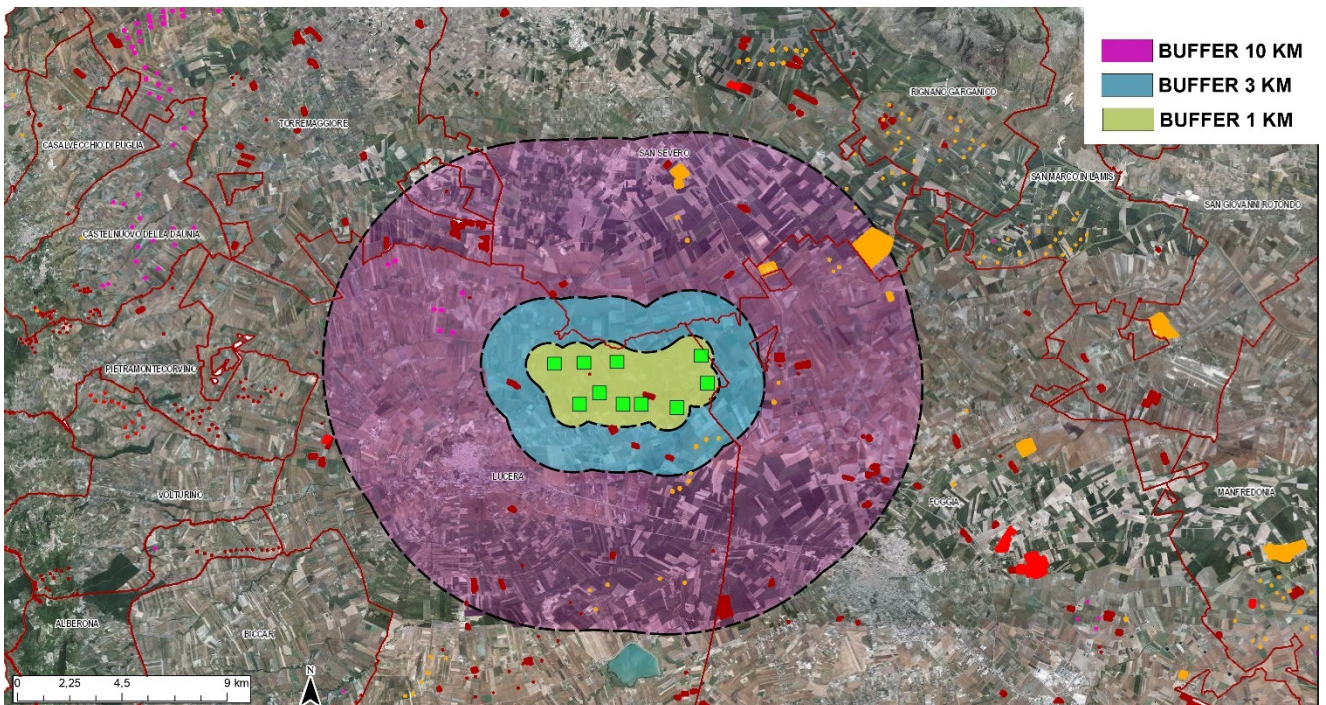 BUFFER 10 KM
BUFFER 3 KM
BUFFER 1 KM
RIGNANO GARGANICO
TORREMAGGIORE
CASALVECCHIO DI PUGLIA
SAN SEVERO
SAN MARCO IN LAMIS
SAN GIOVANNI ROTONDO
CASTELNUOVO DELLA DAUNIA
PIETRAMONTECORVINO
LUCERA
VOLTURINO
FOGGIA
MANFREDONIA
ALBERONA
RICCAR
N
0 2,25 4,5 9 km